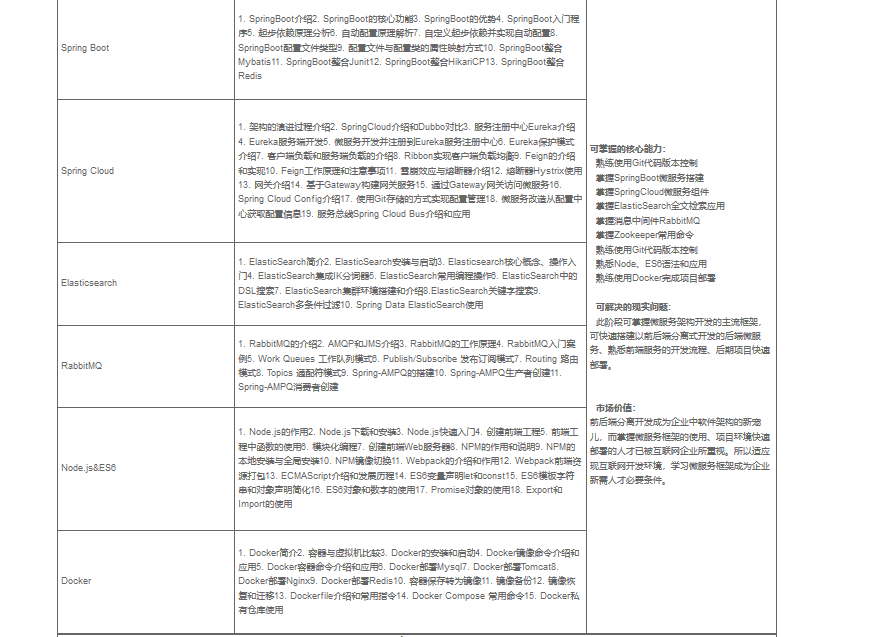 Spring Boot
1. SpringBoot介绍2. SpringBoot的核心功能3. SpringBoot的优势4. SpringBoot入门程
序5. 起步依赖原理分析6. 自动配置原理解析7. 自定义起步依赖并实现自动配置8.
SpringBoot配置文件类型9. 配置文件与配置类的属性映射方式10. SpringBoot整合
Mybatis11. SpringBoot整合Junit12. SpringBoot整合HikariCP13. SpringBoot整合
Redis
Spring Cloud
1. 架构的演进过程介绍2. SpringCloud介绍和Dubbo对比3. 服务注册中心Eureka介绍
4. Eureka服务端开发5. 微服务开发并注册到Eureka服务注册中心6. Eureka保护模式
介绍7. 客户端负载和服务端负载的介绍8. Ribbon实现客户端负载均衡9. Feign的介绍
和实现10. Feign工作原理和注意事项11. 雪崩效应与熔断器介绍12. 熔断器Hystrix使用
13. 网关介绍14. 基于Gateway构建网关服务15. 通过Gateway网关访问微服务16.
Spring Cloud Config介绍17. 使用Git存储的方式实现配置管理18. 微服务改造从配置中
心获取配置信息19. 服务总线Spring Cloud Bus介绍和应用
Elasticsearch
1. ElasticSearch简介2. ElasticSearch安装与启动3. Elasticsearch核心概念、操作入
门4. ElasticSearch集成IK分词器5. ElasticSearch常用编程操作6. ElasticSearch中的
DSL搜索7. ElasticSearch集群环境搭建和介绍8.ElasticSearch关键字搜索9.
ElasticSearch多条件过滤10. Spring Data ElasticSearch使用
RabbitMQ
1. RabbitMQ的介绍2. AMQP和JMS介绍3. RabbitMQ的工作原理4. RabbitMQ入门案
例5. Work Queues 工作队列模式6. Publish/Subscribe 发布订阅模式7. Routing 路由
模式8. Topics 通配符模式9. Spring-AMPQ的搭建10. Spring-AMPQ生产者创建11.
Spring-AMPQ消费者创建
Node.js&ES6
1. Node.js的作用2. Node.js下载和安装3. Node.js快速入门4. 创建前端工程5. 前端工
程中函数的使用6. 模块化编程7. 创建前端Web服务器8. NPM的作用和说明9. NPM的
本地安装与全局安装10. NPM镜像切换11. Webpack的介绍和作用12. Webpack前端资
源打包13. ECMAScript介绍和发展历程14. ES6变量声明let和const15. ES6模板字符
串和对象声明简化16. ES6对象和数字的使用17. Promise对象的使用18. Export和
Import的使用
Docker
1. Docker简介2. 容器与虚拟机比较3. Docker的安装和启动4. Docker镜像命令介绍和
应用5. Docker容器命令介绍和应用6. Docker部署Mysql7. Docker部署Tomcat8.
Docker部署Nginx9. Docker部署Redis10. 容器保存转为镜像11. 镜像备份12. 镜像恢
复和迁移13. Dockerfile介绍和常用指令14. Docker Compose 常用命令15. Docker私
有仓库使用
可掌握的核心能力:
熟练使用Git代码版本控制
掌握SpringBoot微服务搭建
掌握SpringCloud微服务组件
掌握ElasticSearch全文检索应用
掌握消息中间件RabbitMQ
掌握Zookeeper常用命令
熟练使用Git代码版本控制
熟悉Node、ES6语法和应用
熟练使用Docker完成项目部署
可解决的现实问题:
此阶段可掌握微服务架构开发的主流框架，
可快速搭建以前后端分离式开发的后端微服
务、熟悉前端服务的开发流程、后期项目快速
部署。
市场价值:
前后端分离开发成为企业中软件架构的新宠
儿，而掌握微服务框架的使用、项目环境快速
部署的人才已被互联网企业所重视。所以适应
现互联网开发环境，学习微服务框架成为企业
新需人才必要条件。